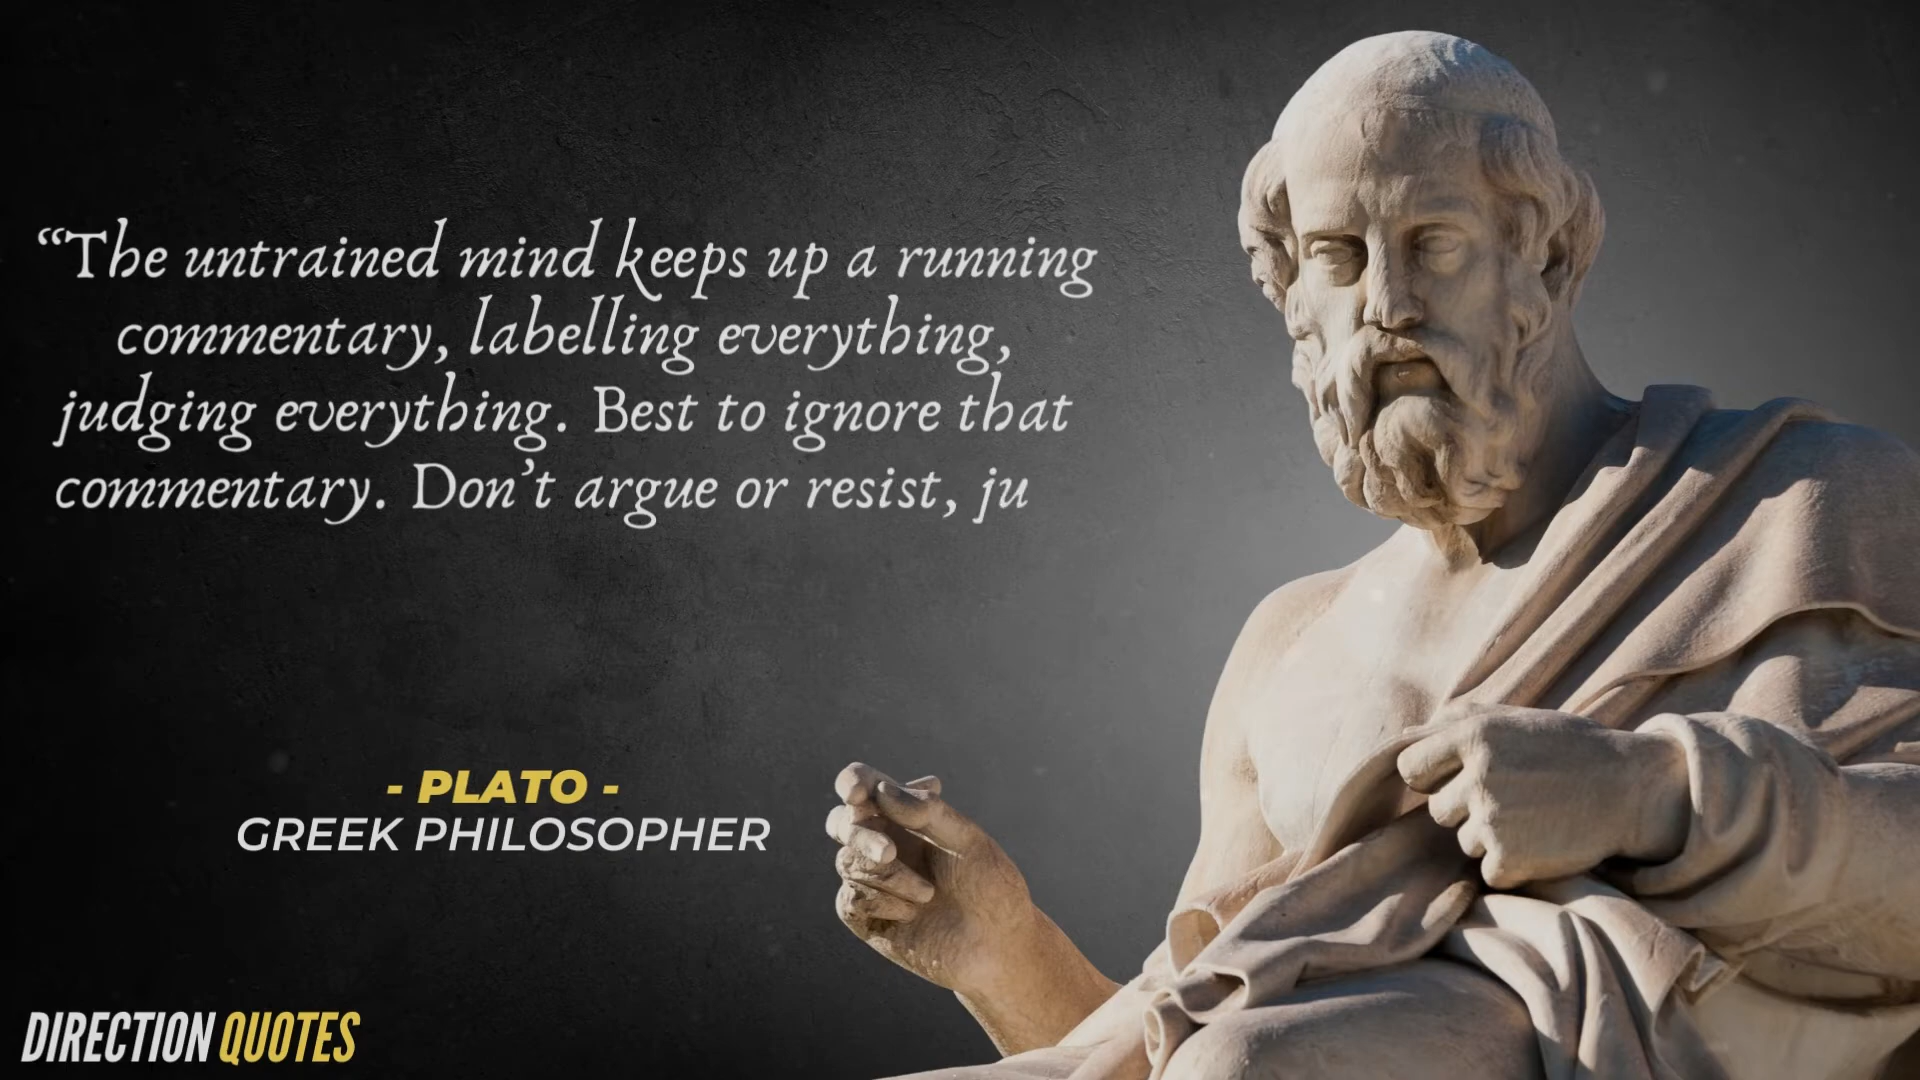 “The untrained mind keeps up a running
commentary, labelling everything,
judging everything. Best to ignore that
commentary. Don’t argue or resist, ju
- PLATO -
GREEK PHILOSOPHER
DIRECTION QUOTES